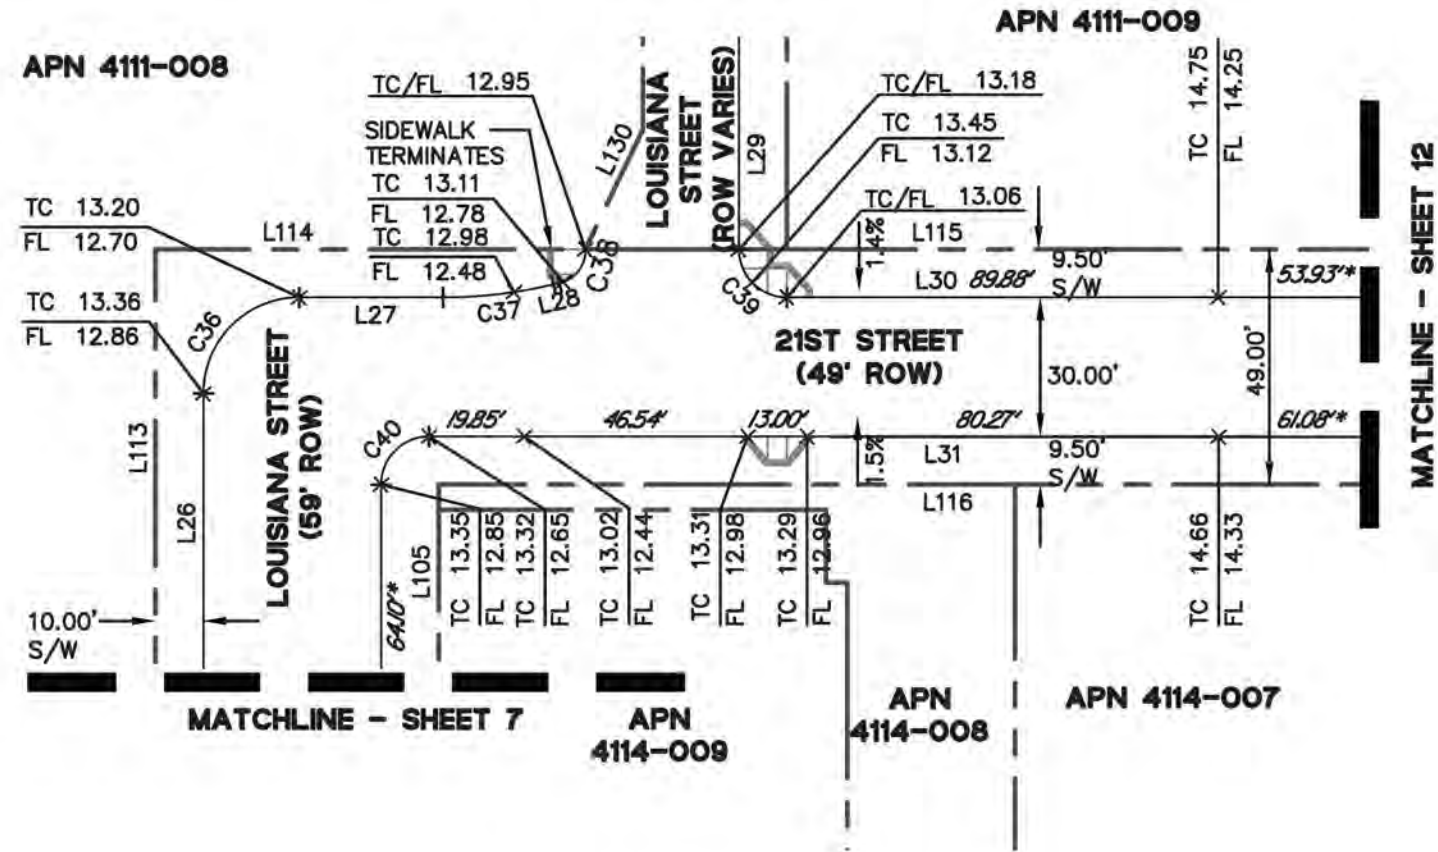 APN 4111-009
APN 4111-008
TC/FL 12.95
SIDEWALK
TERMINATES
TC 13.11
FL 12.78
TC 12.98
FL 12.48
TC 13.20
FL 12.70
TC 13.36
FL 12.86
L114
L130
LOUISIANA
STREET
(ROW VARIES)
L29
TC/FL 13.18
TC 13.45
FL 13.12
TC/FL 13.06
TC 14.75
FL 14.25
MATCHLINE - SHEET 12
L115
1.4%
9.50'
S/W
L30
89.88'
53.93'*
C36
L27
C37
L28
C38
C39
21ST STREET
(49' ROW)
30.00'
49.00'
LOUISIANA STREET
(59' ROW)
L113
L26
C40
19.85'
46.54'
13.00'
80.27'
61.08'*
1.5%
L31
9.50'
S/W
L116
L105
64.10'*
TC 13.35
FL 12.85
TC 13.32
FL 12.65
TC 13.02
FL 12.44
TC 13.31
FL 12.98
TC 13.29
FL 12.96
TC 14.66
FL 14.33
10.00'
S/W
MATCHLINE - SHEET 7
APN
4114-009
APN
4114-008
APN 4114-007